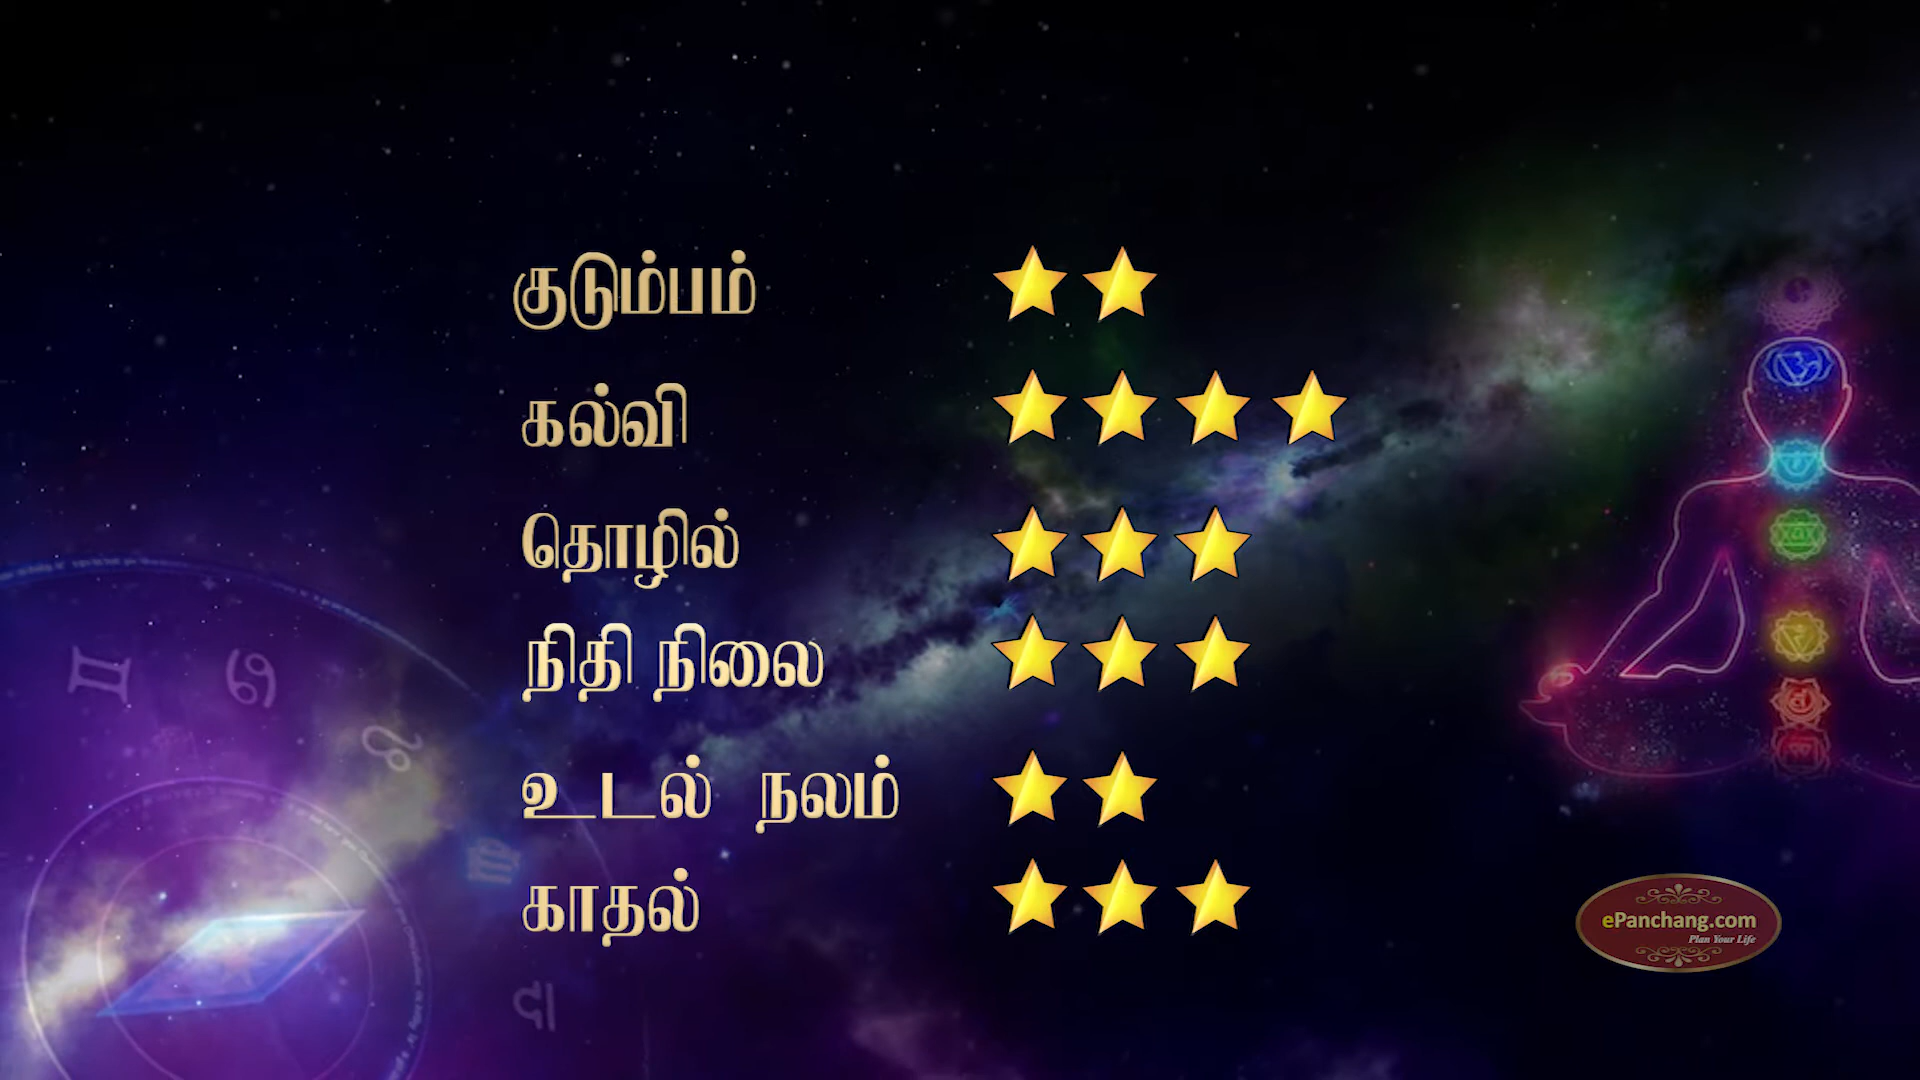 குடும்பம்
கல்வி
தொழில்
நிதி நிலை
உடல் நலம்
காதல்
ePanchang.com
Plan Your Life